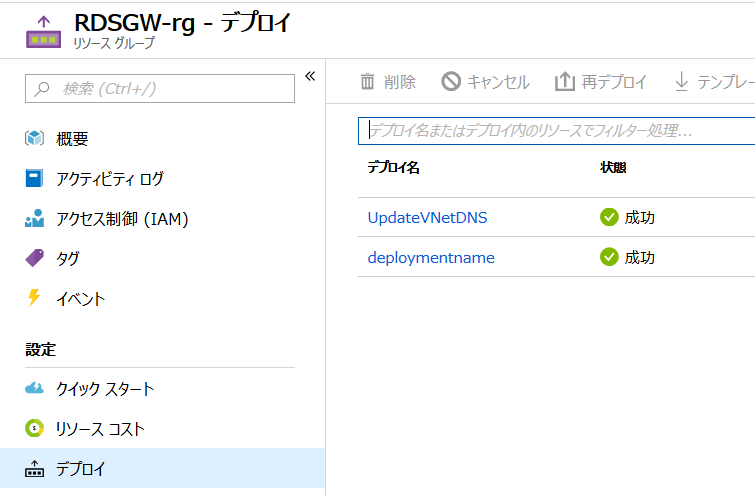 RDSGW-rg - デプロイ
リソース グループ
検索 (Ctrl+/)
«
概要
アクティビティ ログ
アクセス制御 (IAM)
タグ
イベント
設定
クイック スタート
リソース コスト
デプロイ
削除 キャンセル 再デプロイ テンプレー
デプロイ名またはデプロイ内のリソースでフィルター処理...
デプロイ名 状態
UpdateVNetDNS 成功
deploymentname 成功